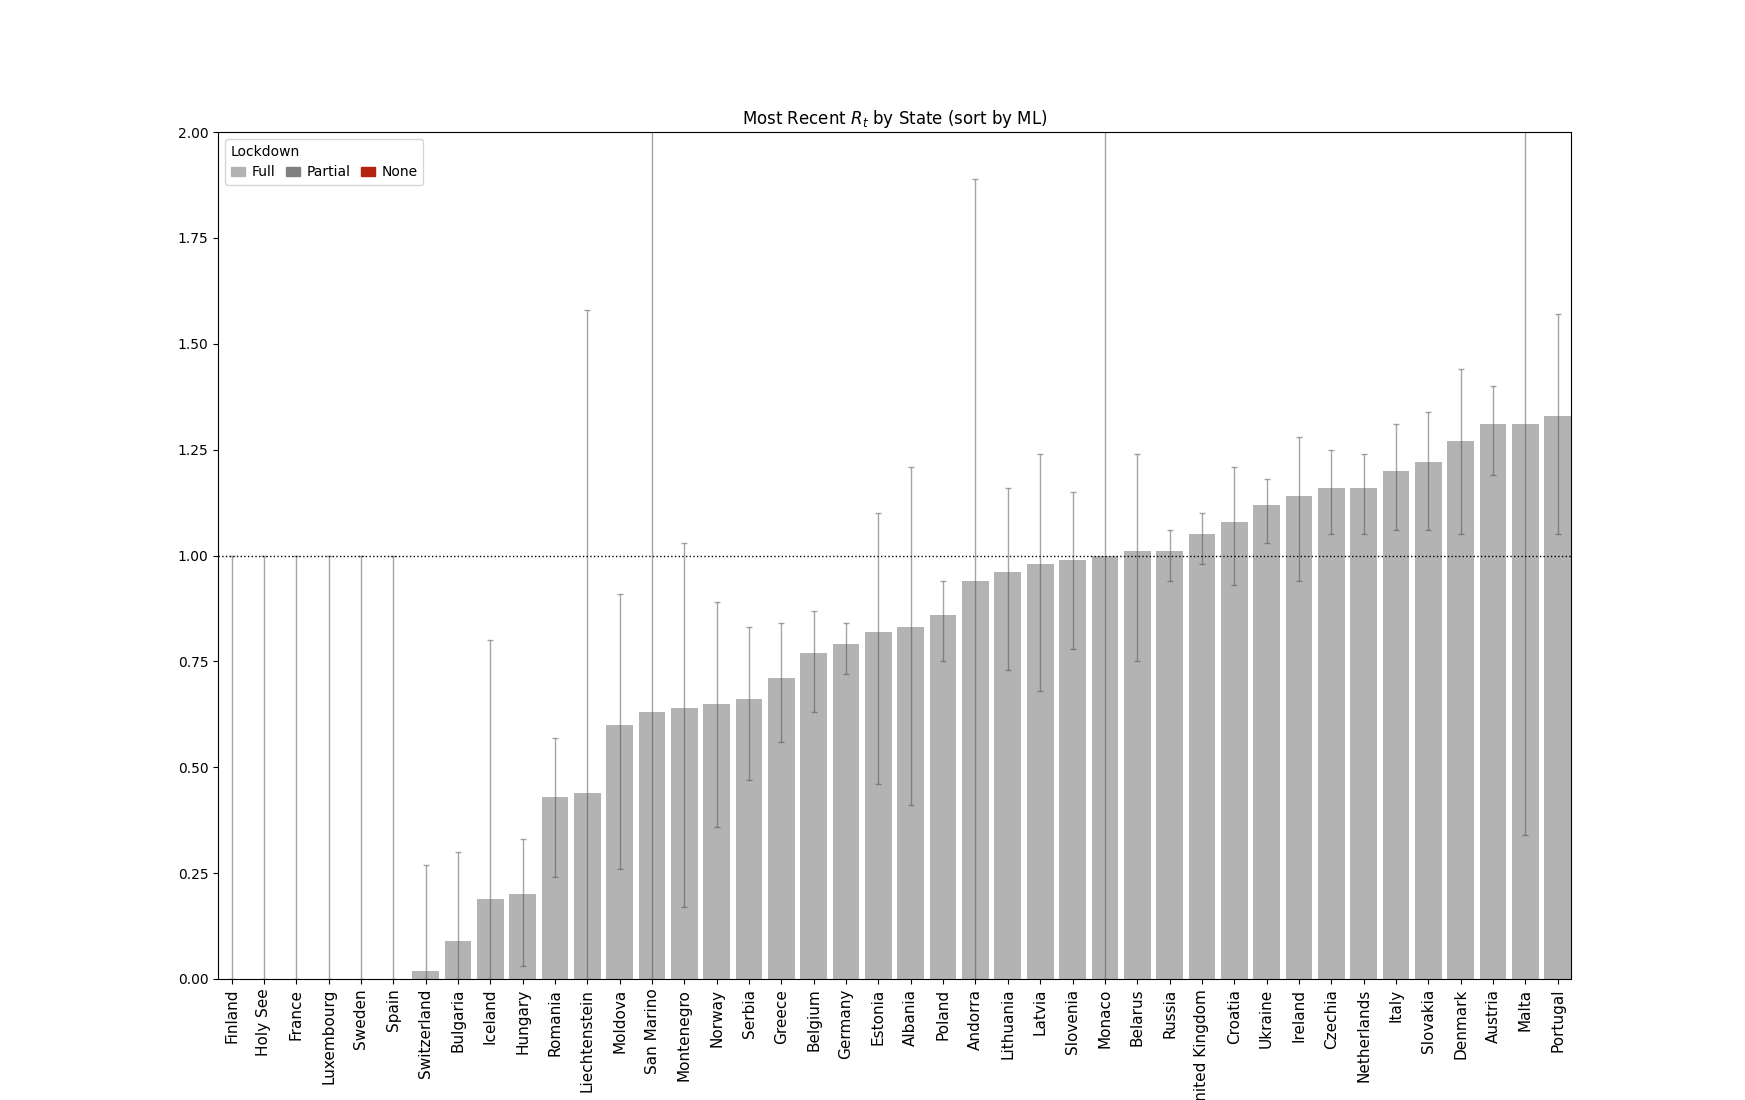 Most Recent R_t by State (sort by ML)
2.00
Lockdown
Full Partial None
1.75
1.50
1.25
1.00
0.75
0.50
0.25
0.00
Finland
Holy See
France
Luxembourg
Sweden
Spain
Switzerland
Bulgaria
Iceland
Hungary
Romania
Liechtenstein
Moldova
San Marino
Montenegro
Norway
Serbia
Greece
Belgium
Germany
Estonia
Albania
Poland
Andorra
Lithuania
Latvia
Slovenia
Monaco
Belarus
Russia
nited Kingdom
Croatia
Ukraine
Ireland
Czechia
Netherlands
Italy
Slovakia
Denmark
Austria
Malta
Portugal